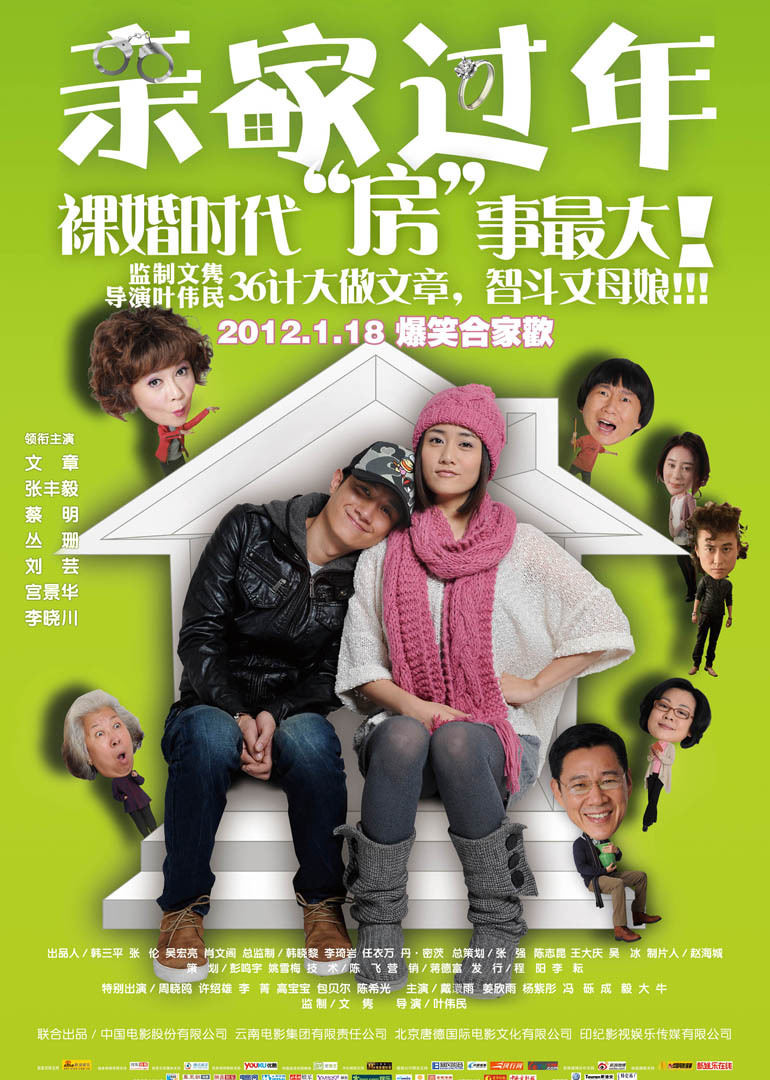 亲家过年
裸婚时代“房”事最大!
监制文隽
导演叶伟民
36计大做文章,智斗丈母娘!!!
2012.1.18 爆笑合家歡
领衔主演
文 章
张丰毅
蔡 明
丛 珊
刘 芸
宫景华
李晓川
出品人/韩三平 张 伦 吴宏亮 肖文阁 总监制/韩晓黎 李琦岩 任衣万 丹·密茨 总策划/张 强 陈志昆 王大庆 吴 冰 制片人/赵海城
策 划/彭鸣宇 姚雪梅 技 术/陈 飞 营 销/蒋德富 发 行/程 阳 李 耘
特别出演/周晓鸥 许绍雄 李 菁 高宝宝 包贝尔 陈希光 主演/戴澴雨 姜欣雨 杨紫彤 冯 砾 成 毅 大 牛
监 制/文 隽 导 演/叶伟民
联合出品/中国电影股份有限公司 云南电影集团有限责任公司 北京唐德国际电影文化有限公司 印纪影视娱乐传媒有限公司